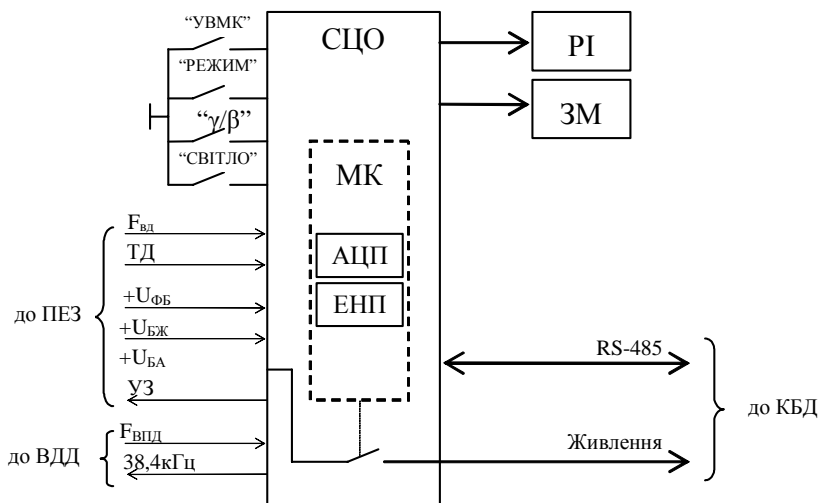 “УВМК”
“РЕЖИМ”
“γ/β”
“СВІТЛО”
СЦО
РІ
ЗМ
МК
АЦП
ЕНП
до ПЕЗ
Fвд
ТД
+UФБ
+UБЖ
+UБА
УЗ
до ВДД
FВПД
38,4кГц
RS-485
Живлення
до КБД